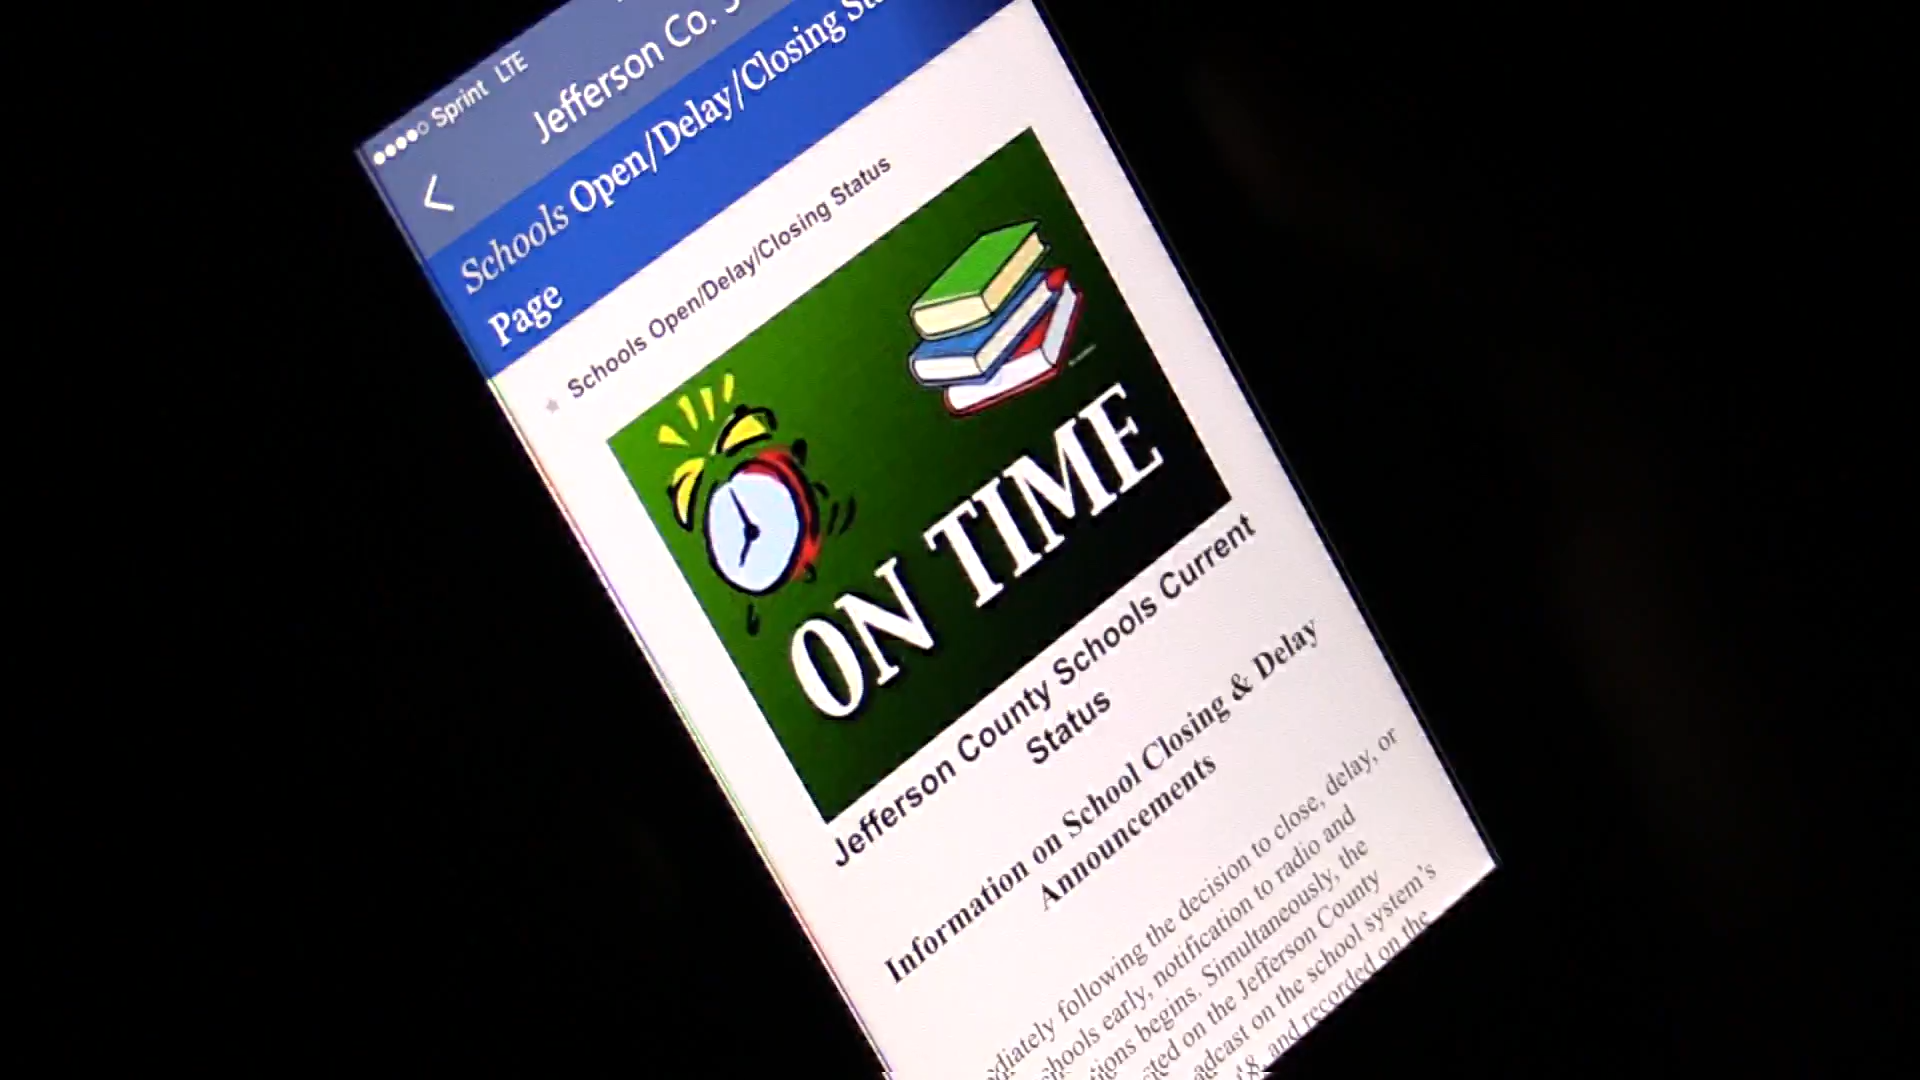 Sprint LTE
Jefferson Co.
Schools Open/Delay/Closing
Page
Schools Open/Delay/Closing Status
ON TIME
Jefferson County Schools Current
Status
Information on School Closing & Delay
Announcements
following the decision to close, delay, or
early, notification to radio and
begins. Simultaneously, the
on the Jefferson County
on the school system's
and recorded on the